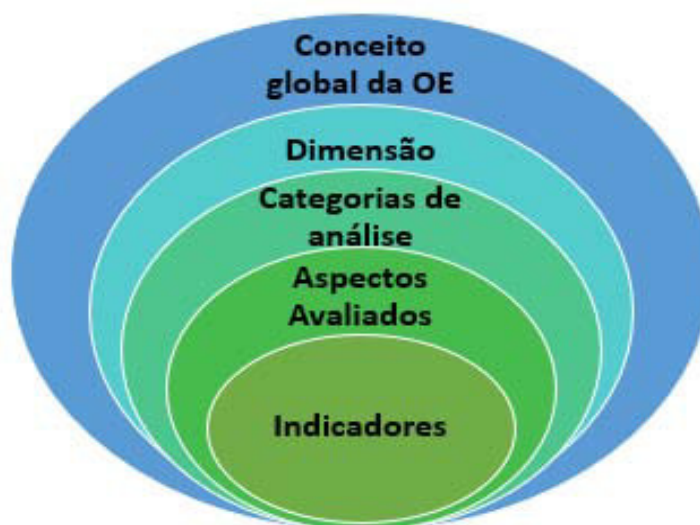 Conceito
global da OE
Dimensão
Categorias de
análise
Aspectos
Avaliados
Indicadores